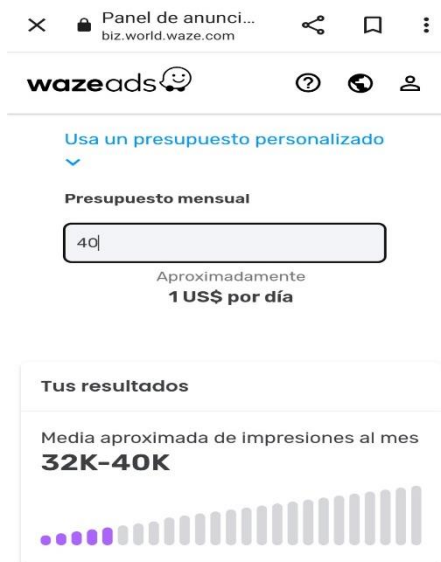 Panel de anunci...
biz.world.waze.com
wazeads
Usa un presupuesto personalizado
Presupuesto mensual
40
Aproximadamente
1 US$ por día
Tus resultados
Media aproximada de impresiones al mes
32K-40K